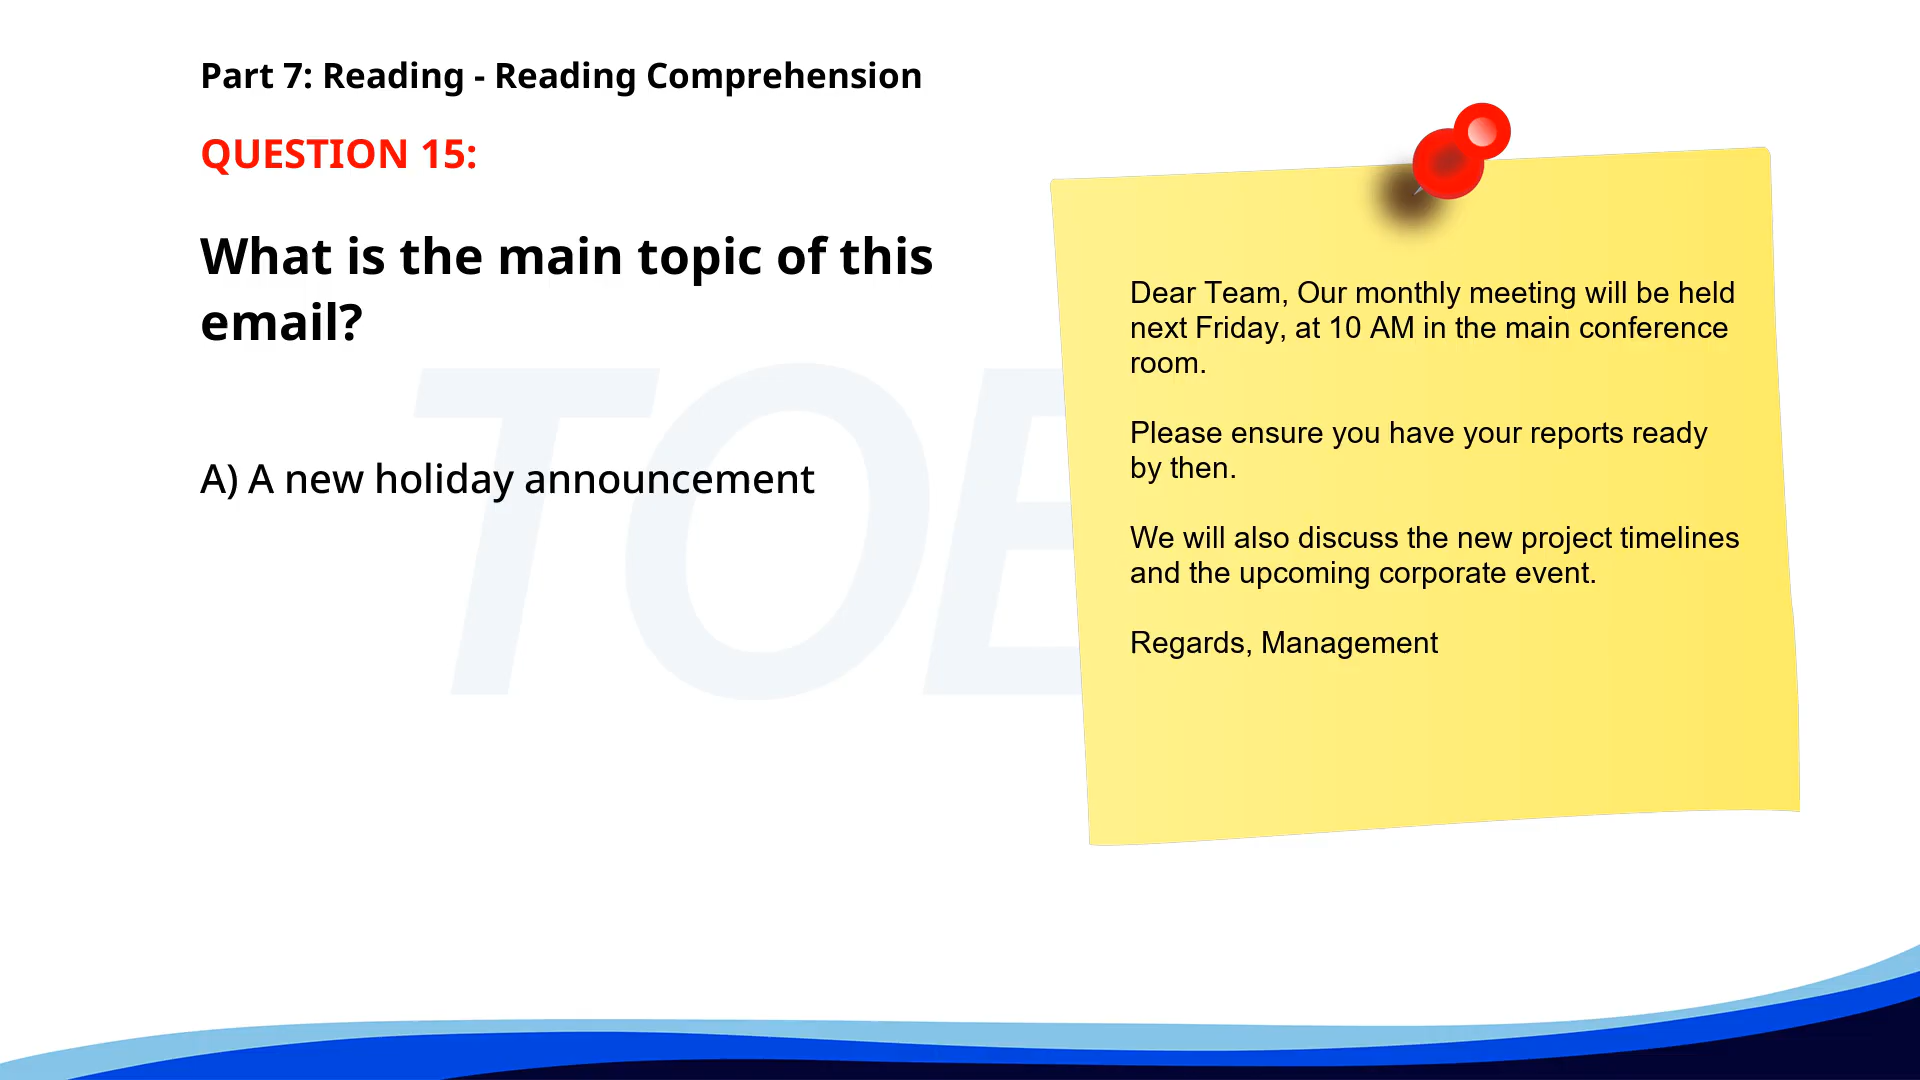 Part 7: Reading - Reading Comprehension
QUESTION 15:
What is the main topic of this
email?
A) A new holiday announcement
Dear Team, Our monthly meeting will be held
next Friday, at 10 AM in the main conference
room.
Please ensure you have your reports ready
by then.
We will also discuss the new project timelines
and the upcoming corporate event.
Regards, Management